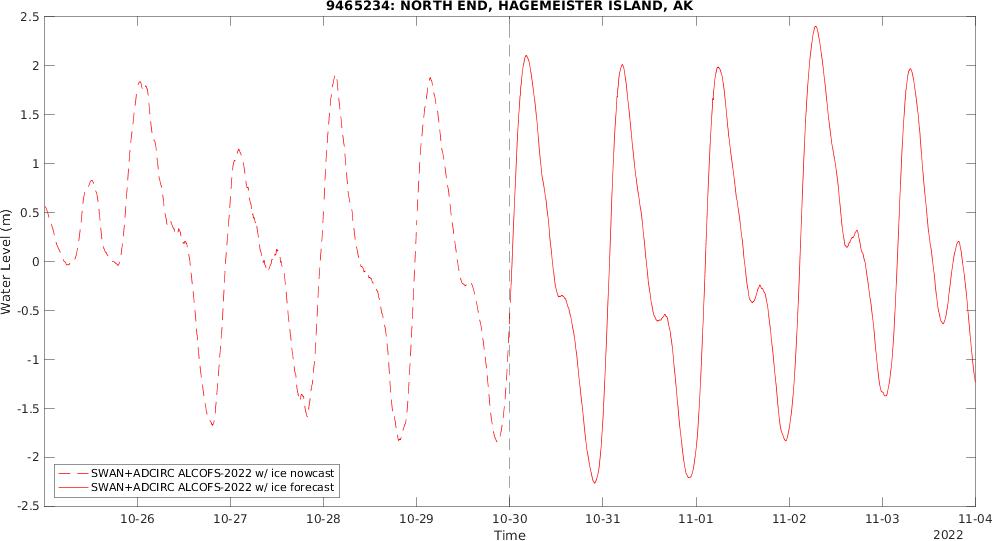 9465234: NORTH END, HAGEMEISTER ISLAND, AK
2.5
2
1.5
1
0.5
0
-0.5
-1
-1.5
-2
-2.5
Water Level (m)
SWAN+ADCIRC ALCOFS-2022 w/ ice nowcast
SWAN+ADCIRC ALCOFS-2022 w/ ice forecast
10-26 10-27 10-28 10-29 10-30 10-31 11-01 11-02 11-03 11-04
Time
2022